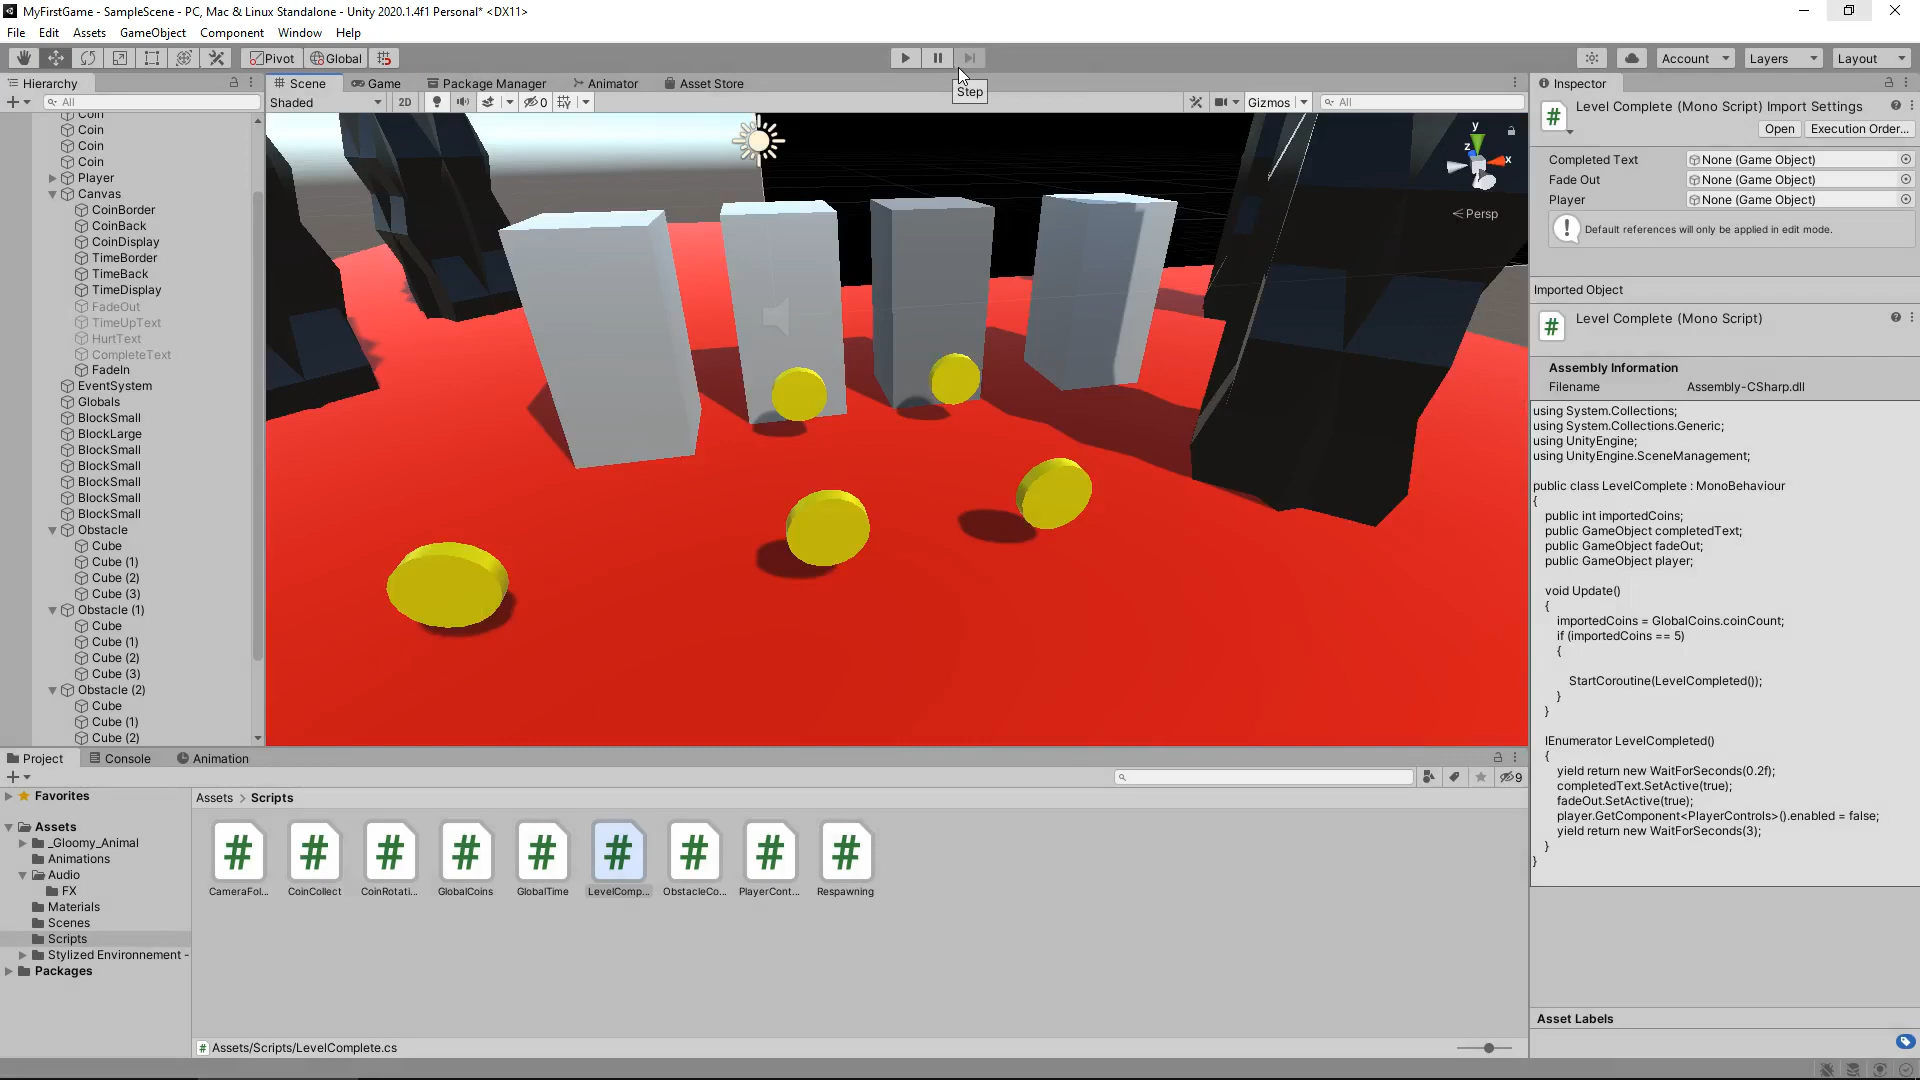 MyFirstGame - SampleScene - PC, Mac & Linux Standalone - Unity 2020.1.4f1 Personal* <DX11>
File Edit Assets GameObject Component Window Help
Pivot Global Account Layers Layout
Step
Hierarchy
All
Coin
Coin
Coin
Coin
Player
Canvas
CoinBorder
CoinBack
CoinDisplay
TimeBorder
TimeBack
TimeDisplay
FadeOut
TimeUpText
HurtText
CompleteText
FadeIn
EventSystem
Globals
BlockSmall
BlockLarge
BlockSmall
BlockSmall
BlockSmall
BlockSmall
BlockSmall
Obstacle
Cube
Cube (1)
Cube (2)
Cube (3)
Obstacle (1)
Cube
Cube (1)
Cube (2)
Cube (3)
Obstacle (2)
Cube
Cube (1)
Cube (2)
Scene Game Package Manager Animator Asset Store
Shaded 2D 0 Gizmos All
y
z x
Persp
Inspector
Level Complete (Mono Script) Import Settings
Open Execution Order...
Completed Text None (Game Object)
Fade Out None (Game Object)
Player None (Game Object)
Default references will only be applied in edit mode.
Imported Object
Level Complete (Mono Script)
Assembly Information
Filename Assembly-CSharp.dll
using System.Collections;
using System.Collections.Generic;
using UnityEngine;
using UnityEngine.SceneManagement;
public class LevelComplete : MonoBehaviour
{
public int importedCoins;
public GameObject completedText;
public GameObject fadeOut;
public GameObject player;
void Update()
{
importedCoins = GlobalCoins.coinCount;
if (importedCoins == 5)
{
StartCoroutine(LevelCompleted());
}
}
IEnumerator LevelCompleted()
{
yield return new WaitForSeconds(0.2f);
completedText.SetActive(true);
fadeOut.SetActive(true);
player.GetComponent<PlayerControls>().enabled = false;
yield return new WaitForSeconds(3);
}
}
Asset Labels
Project Console Animation
9
Favorites
Assets
_Gloomy_Animal
Animations
Audio
FX
Materials
Scenes
Scripts
Stylized Environnement -
Packages
Assets > Scripts
CameraFol... CoinCollect CoinRotati... GlobalCoins GlobalTime LevelComp... ObstacleCo... PlayerCont... Respawning
Assets/Scripts/LevelComplete.cs